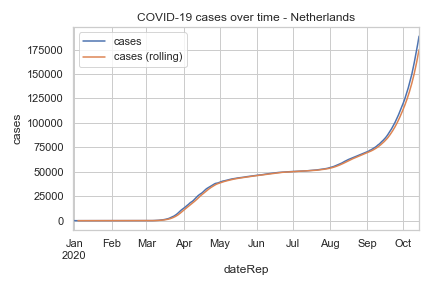 COVID-19 cases over time - Netherlands
cases
cases (rolling)
175000
150000
125000
100000
75000
50000
25000
0
cases
Jan Feb Mar Apr May Jun Jul Aug Sep Oct
2020
dateRep